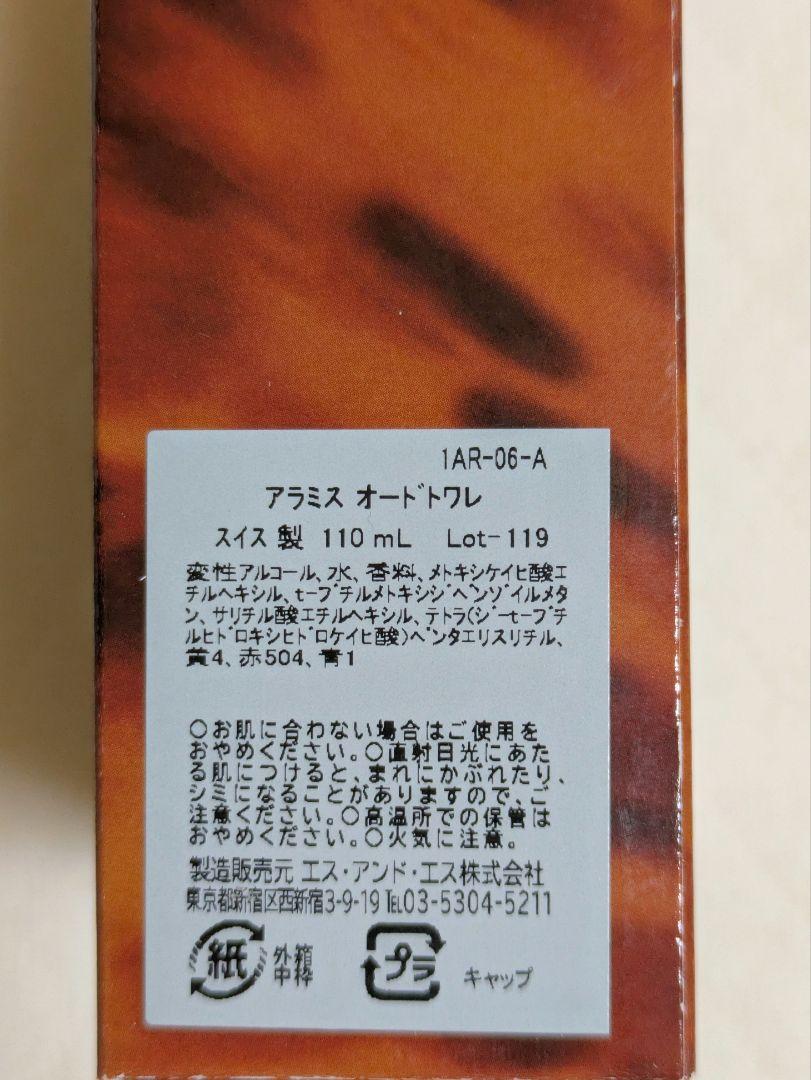 1AR-06-A
アラミス オードトワレ
スイス 製 110 mL Lot-119
変性アルコール、水、香料、メトキシケイヒ酸エ
チルヘキシル、t-ブチルメトキシジベンゾイルメタ
ン、サリチル酸エチルヘキシル、テトラ(ジ-t-ブチ
ルヒドロキシヒドロケイヒ酸)ペンタエリスリチル、
黄4、赤504、青1
○お肌に合わない場合はご使用を
おやめください。○直射日光にあた
る肌につけると、まれにかぶれたり、
シミになることがありますので、ご
注意ください。○高温所での保管は
おやめください。○火気に注意。
製造販売元 エス・アンド・エス株式会社
東京都新宿区西新宿3-9-19 TEL03-5304-5211
紙 外箱 中枠 プラ キャップ